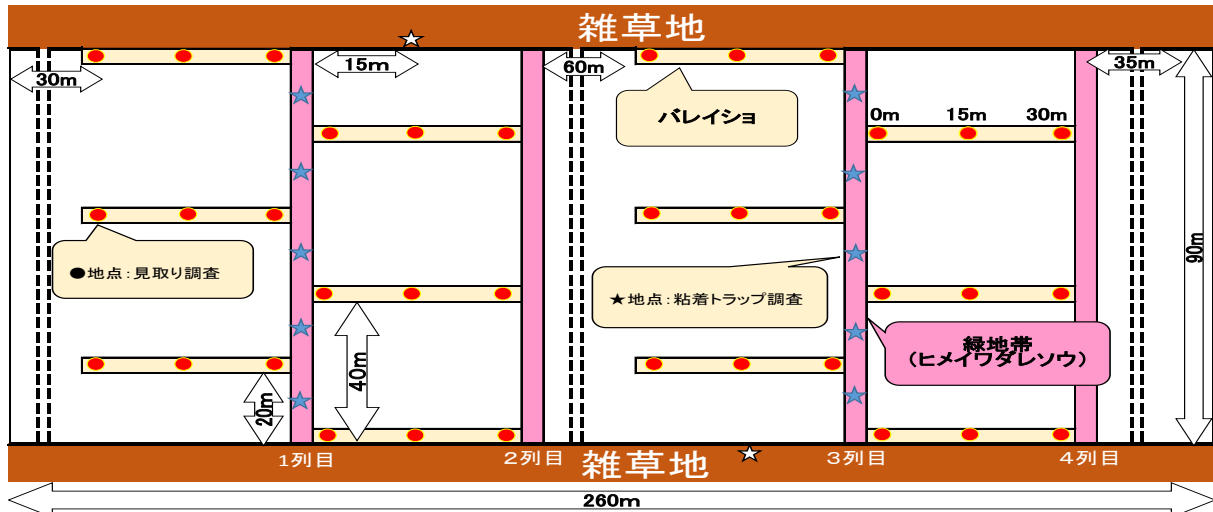 雑草地
30m
15m
60m
35m
バレイショ
0m
15m
30m
●地点：見取り調査
★地点：粘着トラップ調査
90m
緑地帯
（ヒメイワダレソウ）
40m
20m
1列目
2列目
雑草地
3列目
4列目
260m